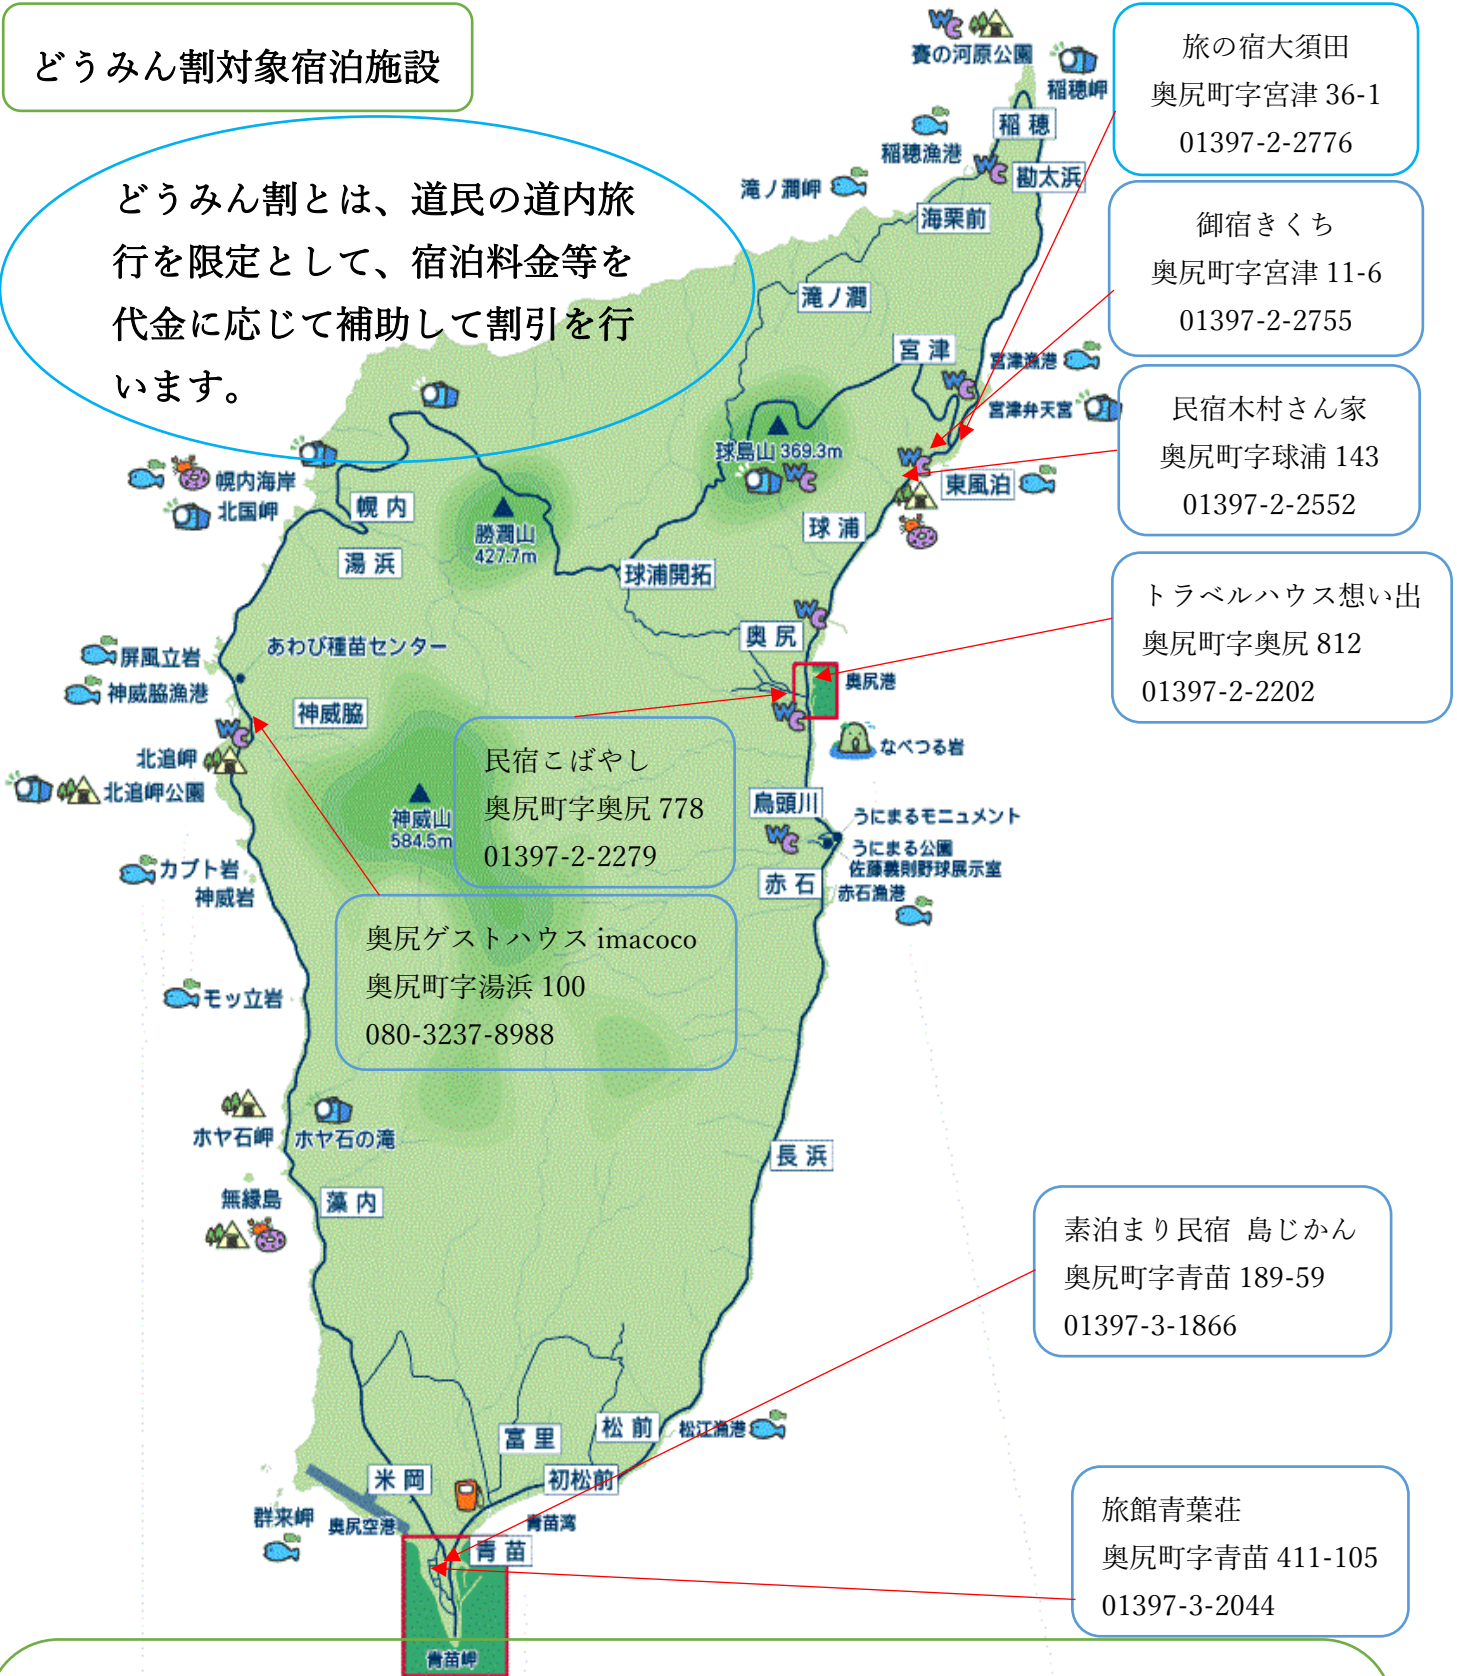 どうみん割対象宿泊施設
どうみん割とは、道民の道内旅
行を限定として、宿泊料金等を
代金に応じて補助して割引を行
います。
賽の河原公園
稲穂岬
稲穂
稲穂漁港
勘太浜
滝ノ澗岬
海栗前
滝ノ澗
宮津
宮津漁港
宮津弁天宮
球島山 369.3m
東風泊
球浦
幌内海岸
北国岬
幌内
勝澗山
427.7m
湯浜
球浦開拓
奥尻
あわび種苗センター
屏風立岩
神威脇漁港
神威脇
奥尻港
北追岬
北追岬公園
なべつる岩
神威山
584.5m
烏頭川
うにまるモニュメント
うにまる公園
佐藤義則野球展示室
赤石
赤石漁港
カブト岩
神威岩
モッ立岩
ホヤ石岬
ホヤ石の滝
長浜
無縁島
藻内
富里
松前
松江漁港
米岡
初松前
群来岬
奥尻空港
青苗湾
青苗
青苗岬
旅の宿大須田
奥尻町字宮津 36-1
01397-2-2776
御宿きくち
奥尻町字宮津 11-6
01397-2-2755
民宿木村さん家
奥尻町字球浦 143
01397-2-2552
トラベルハウス想い出
奥尻町字奥尻 812
01397-2-2202
民宿こばやし
奥尻町字奥尻 778
01397-2-2279
奥尻ゲストハウス imacoco
奥尻町字湯浜 100
080-3237-8988
素泊まり民宿 島じかん
奥尻町字青苗 189-59
01397-3-1866
旅館青葉荘
奥尻町字青苗 411-105
01397-3-2044
WC
WC
WC
WC
WC
WC
WC
WC
WC